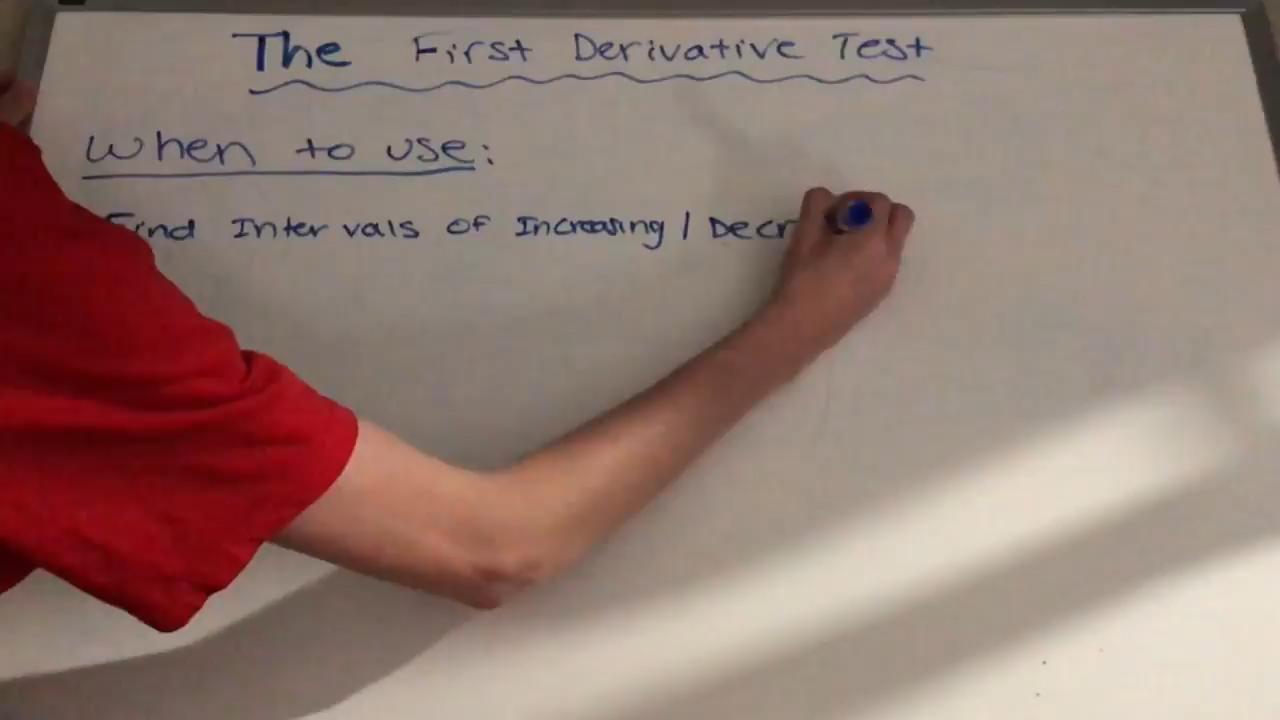 The First Derivative Test
When to use:
Find Intervals of Increasing / Decr